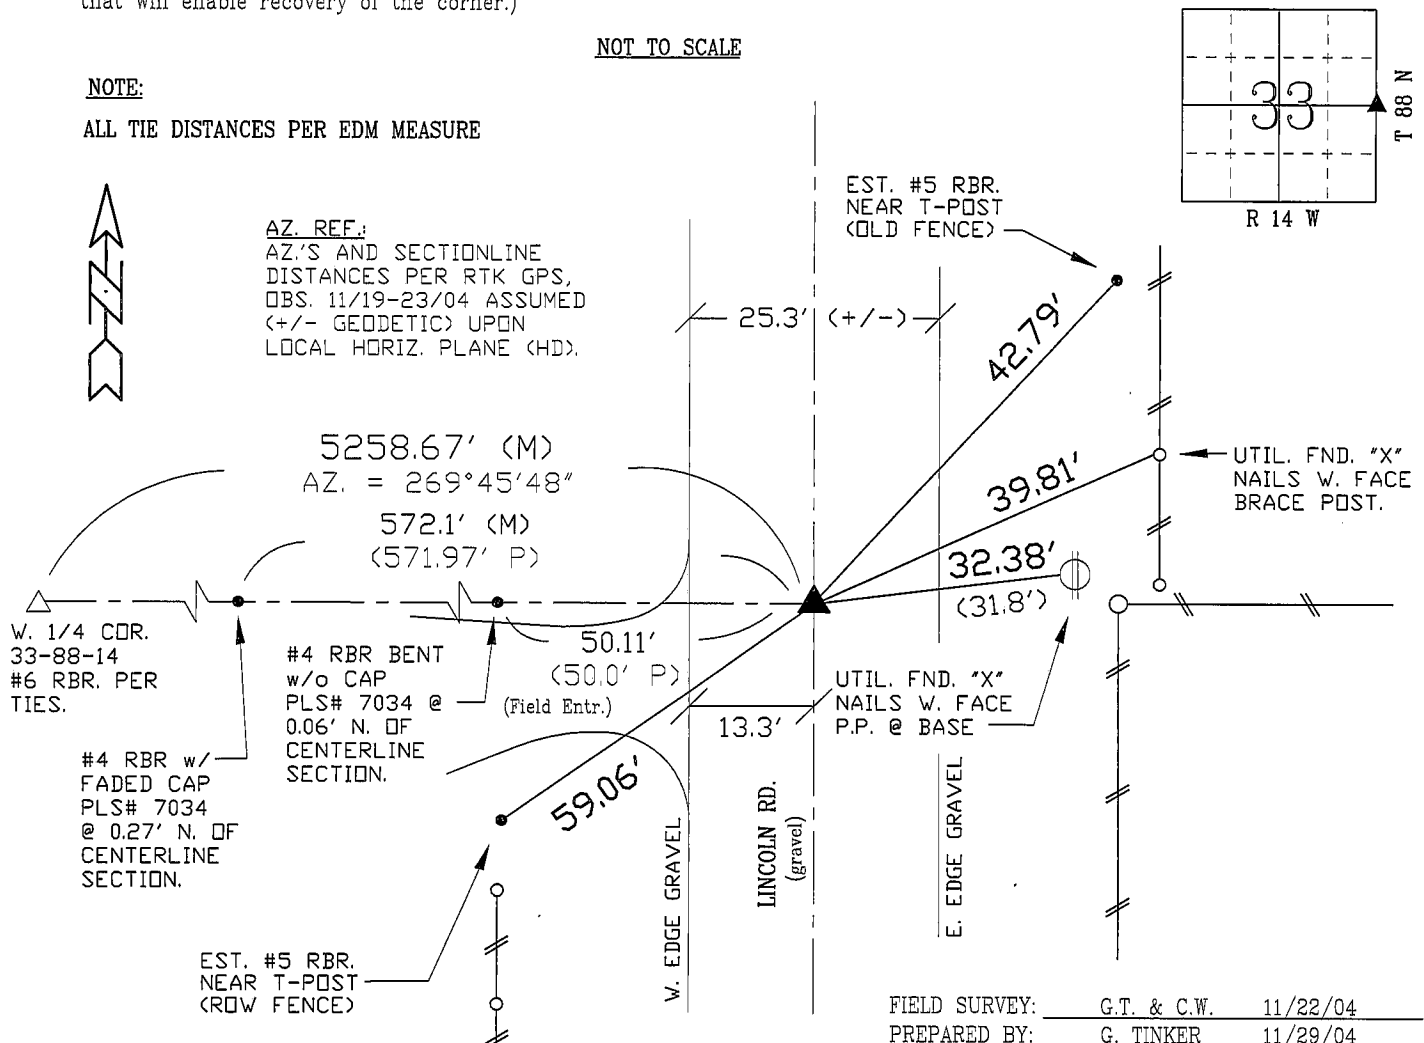 that will enable recovery of the corner.)
NOT TO SCALE
NOTE:
ALL TIE DISTANCES PER EDM MEASURE
33
T 88 N
R 14 W
N
AZ. REF.:
AZ.'S AND SECTIONLINE
DISTANCES PER RTK GPS,
OBS. 11/19-23/04 ASSUMED
(+/- GEODETIC) UPON
LOCAL HORIZ. PLANE (HD).
EST. #5 RBR.
NEAR T-POST
(OLD FENCE)
25.3' (+/-)
42.79'
5258.67' (M)
AZ. = 269°45'48"
572.1' (M)
(571.97' P)
39.81'
UTIL. FND. "X"
NAILS W. FACE
BRACE POST.
32.38'
(31.8')
W. 1/4 COR.
33-88-14
#6 RBR. PER
TIES.
#4 RBR BENT
w/o CAP
PLS# 7034 @
0.06' N. OF
CENTERLINE
SECTION.
50.11'
(50.0' P)
(Field Entr.)
13.3'
UTIL. FND. "X"
NAILS W. FACE
P.P. @ BASE
#4 RBR w/
FADED CAP
PLS# 7034
@ 0.27' N. OF
CENTERLINE
SECTION.
59.06'
W. EDGE GRAVEL
LINCOLN RD.
(gravel)
E. EDGE GRAVEL
EST. #5 RBR.
NEAR T-POST
(ROW FENCE)
FIELD SURVEY: G.T. & C.W. 11/22/04
PREPARED BY: G. TINKER 11/29/04